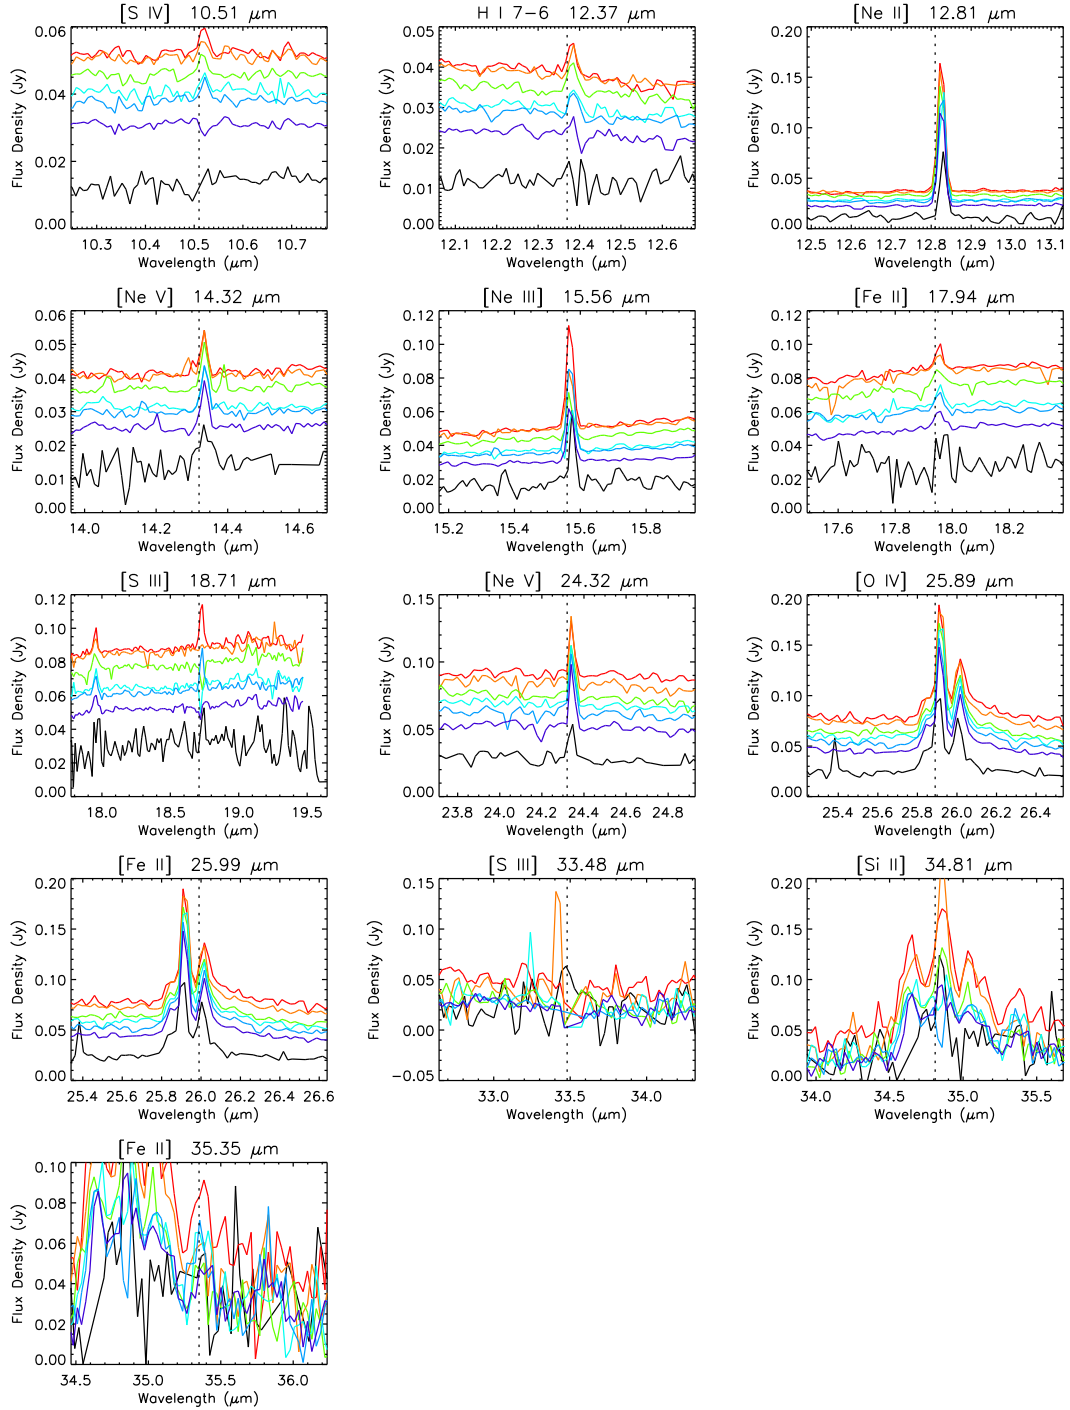 [S IV] 10.51 μm
Flux Density (Jy)
0.06
0.04
0.02
0.00
10.3 10.4 10.5 10.6 10.7
Wavelength (μm)
H I 7-6 12.37 μm
Flux Density (Jy)
0.05
0.04
0.03
0.02
0.01
0.00
12.1 12.2 12.3 12.4 12.5 12.6
Wavelength (μm)
[Ne II] 12.81 μm
Flux Density (Jy)
0.20
0.15
0.10
0.05
0.00
12.5 12.6 12.7 12.8 12.9 13.0 13.1
Wavelength (μm)
[Ne V] 14.32 μm
Flux Density (Jy)
0.06
0.05
0.04
0.03
0.02
0.01
0.00
14.0 14.2 14.4 14.6
Wavelength (μm)
[Ne III] 15.56 μm
Flux Density (Jy)
0.12
0.10
0.08
0.06
0.04
0.02
0.00
15.2 15.4 15.6 15.8
Wavelength (μm)
[Fe II] 17.94 μm
Flux Density (Jy)
0.12
0.10
0.08
0.06
0.04
0.02
0.00
17.6 17.8 18.0 18.2
Wavelength (μm)
[S III] 18.71 μm
Flux Density (Jy)
0.12
0.10
0.08
0.06
0.04
0.02
0.00
18.0 18.5 19.0 19.5
Wavelength (μm)
[Ne V] 24.32 μm
Flux Density (Jy)
0.15
0.10
0.05
0.00
23.8 24.0 24.2 24.4 24.6 24.8
Wavelength (μm)
[O IV] 25.89 μm
Flux Density (Jy)
0.20
0.15
0.10
0.05
0.00
25.4 25.6 25.8 26.0 26.2 26.4
Wavelength (μm)
[Fe II] 25.99 μm
Flux Density (Jy)
0.20
0.15
0.10
0.05
0.00
25.4 25.6 25.8 26.0 26.2 26.4 26.6
Wavelength (μm)
[S III] 33.48 μm
Flux Density (Jy)
0.15
0.10
0.05
0.00
-0.05
33.0 33.5 34.0
Wavelength (μm)
[Si II] 34.81 μm
Flux Density (Jy)
0.20
0.15
0.10
0.05
0.00
34.0 34.5 35.0 35.5
Wavelength (μm)
[Fe II] 35.35 μm
Flux Density (Jy)
0.10
0.08
0.06
0.04
0.02
0.00
34.5 35.0 35.5 36.0
Wavelength (μm)